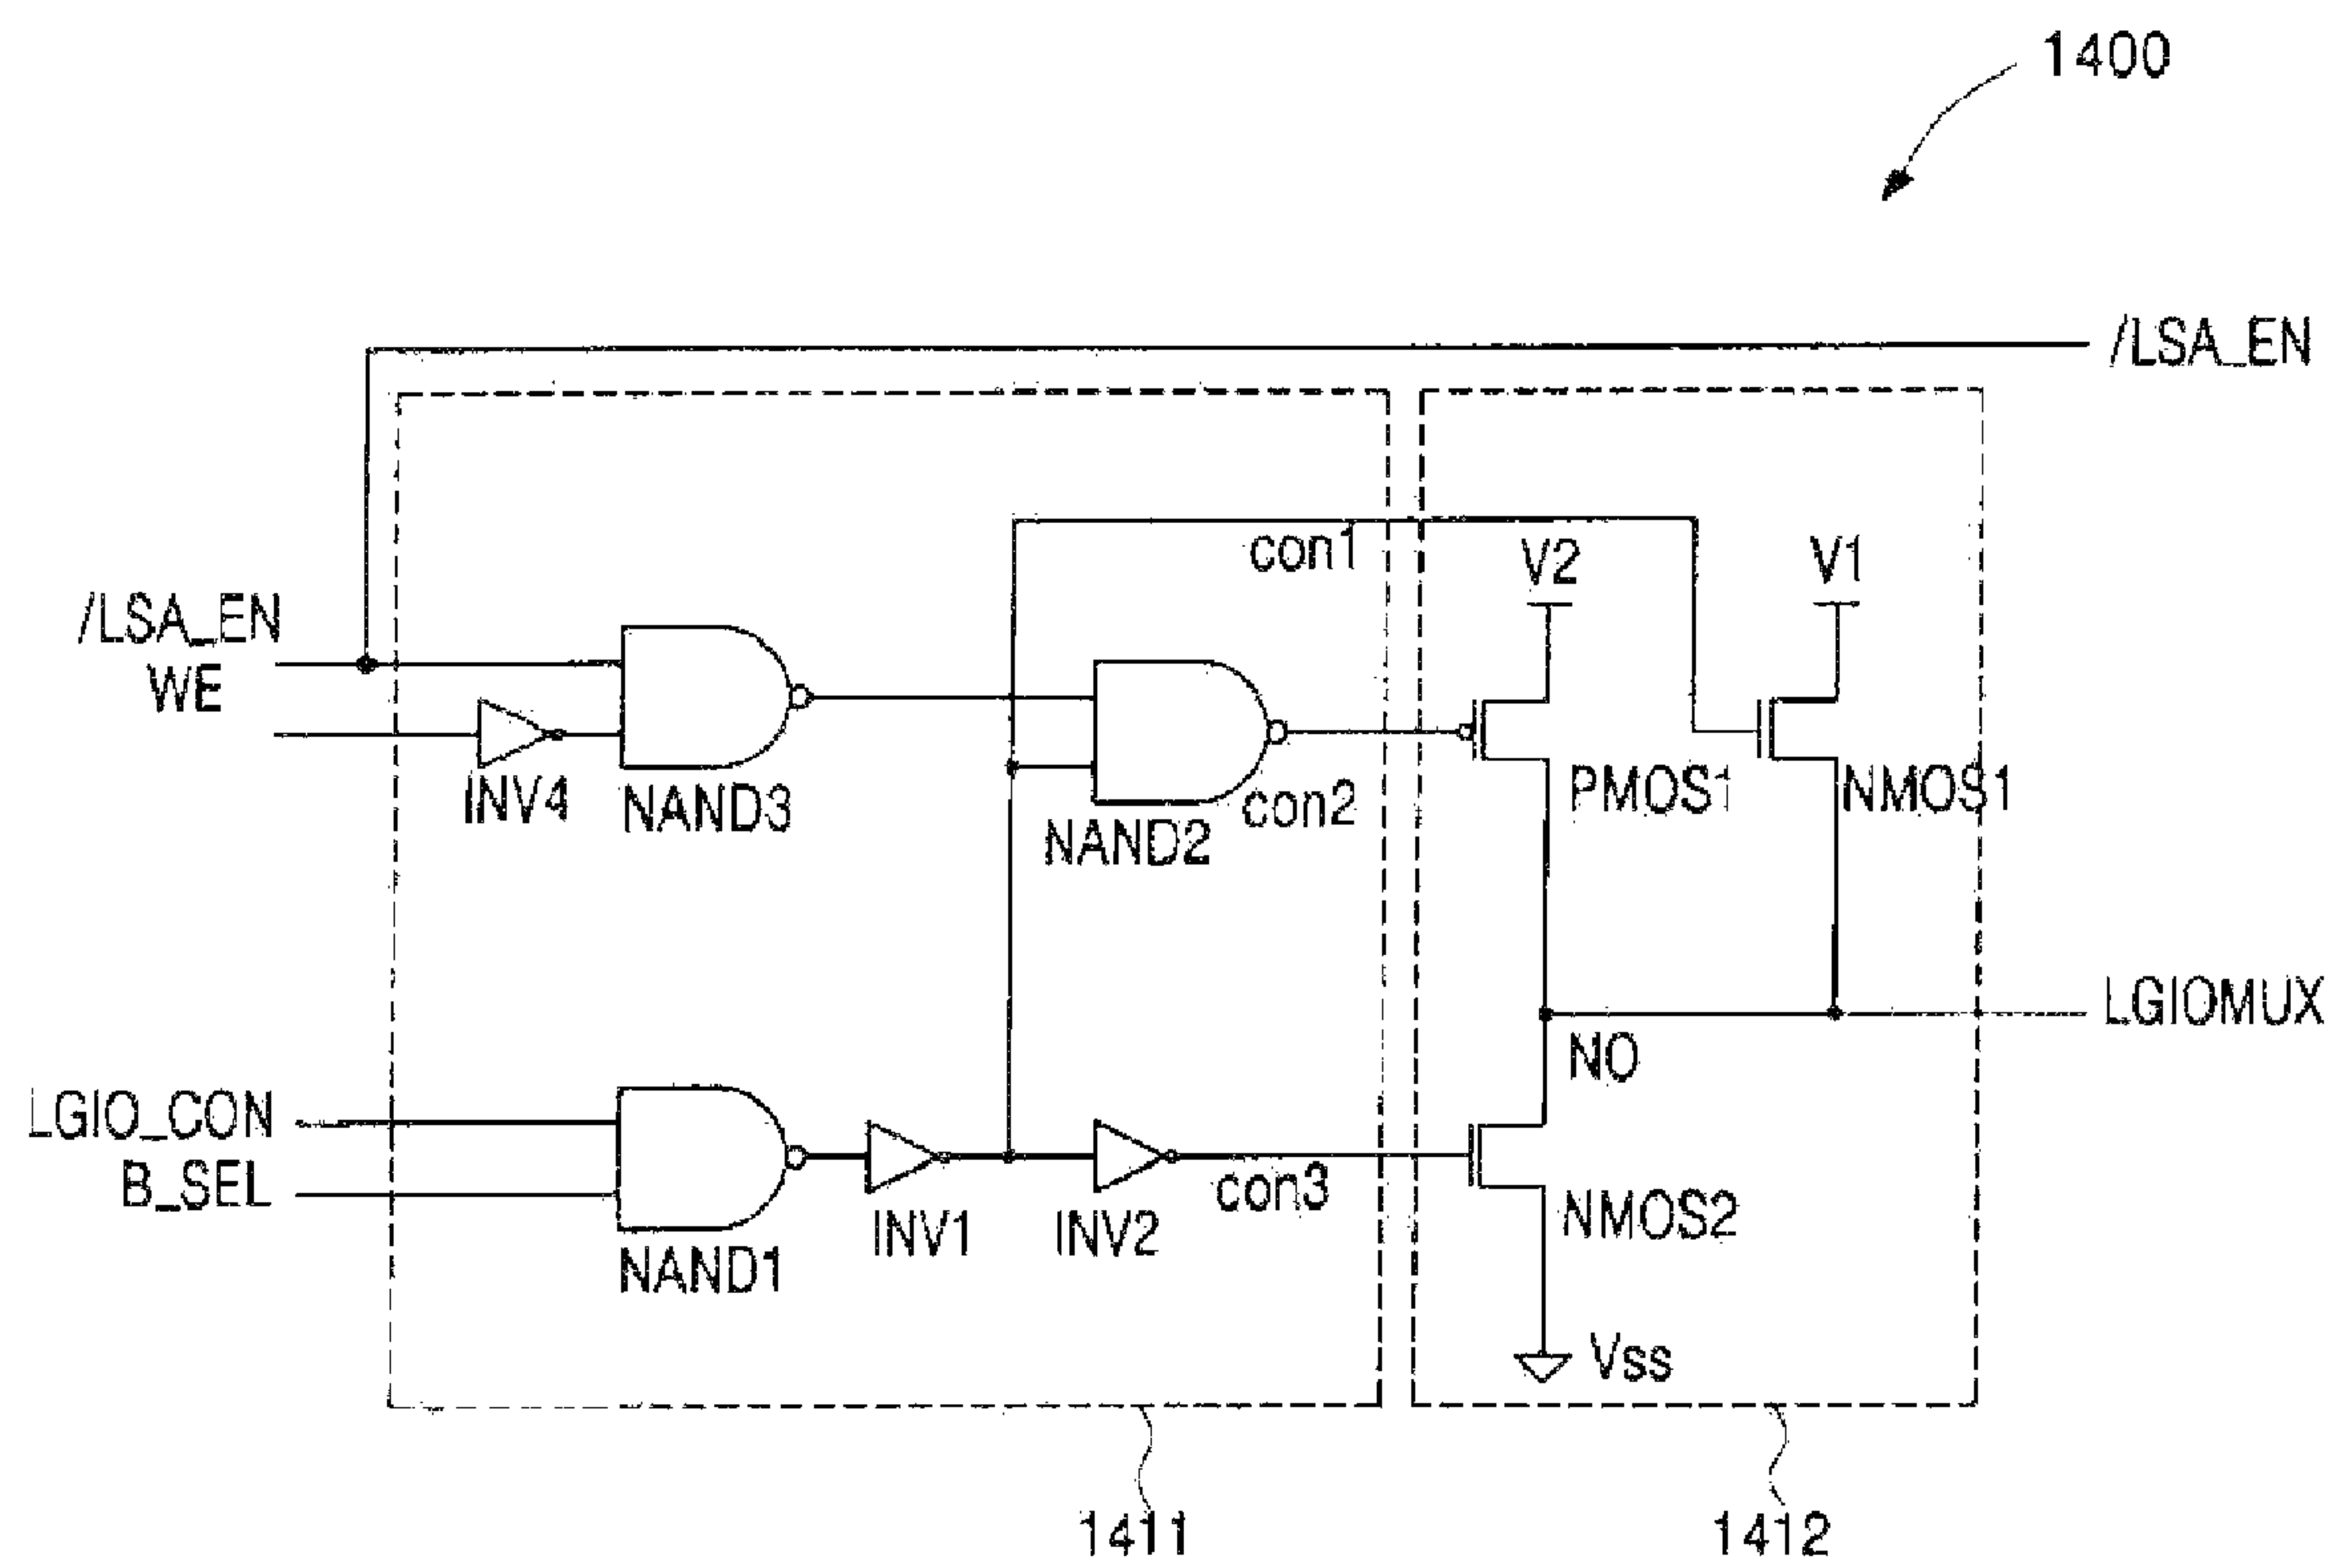 1400
/LSA_EN
con1
V2
V1
/LSA_EN
WE
INV4
NAND3
NAND2
con2
PMOS1
NMOS1
LGIOMUX
NO
LGIO_CON
B_SEL
NAND1
INV1
INV2
con3
NMOS2
Vss
1411
1412